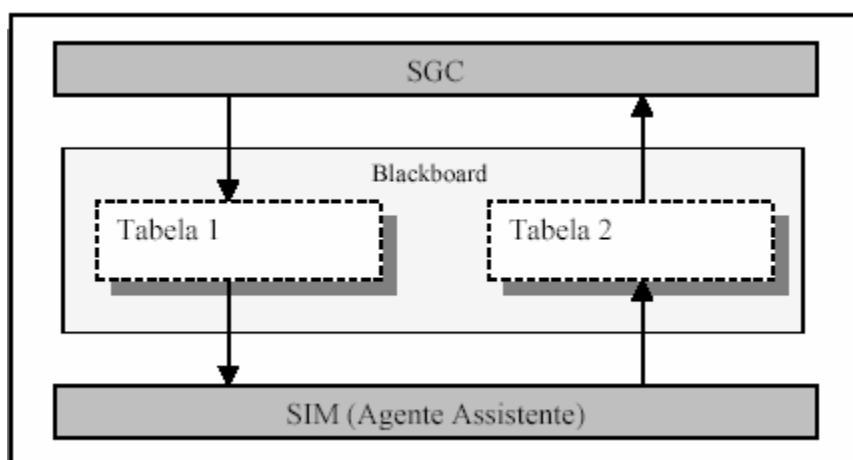 SGC
Blackboard
Tabela 1
Tabela 2
SIM (Agente Assistente)